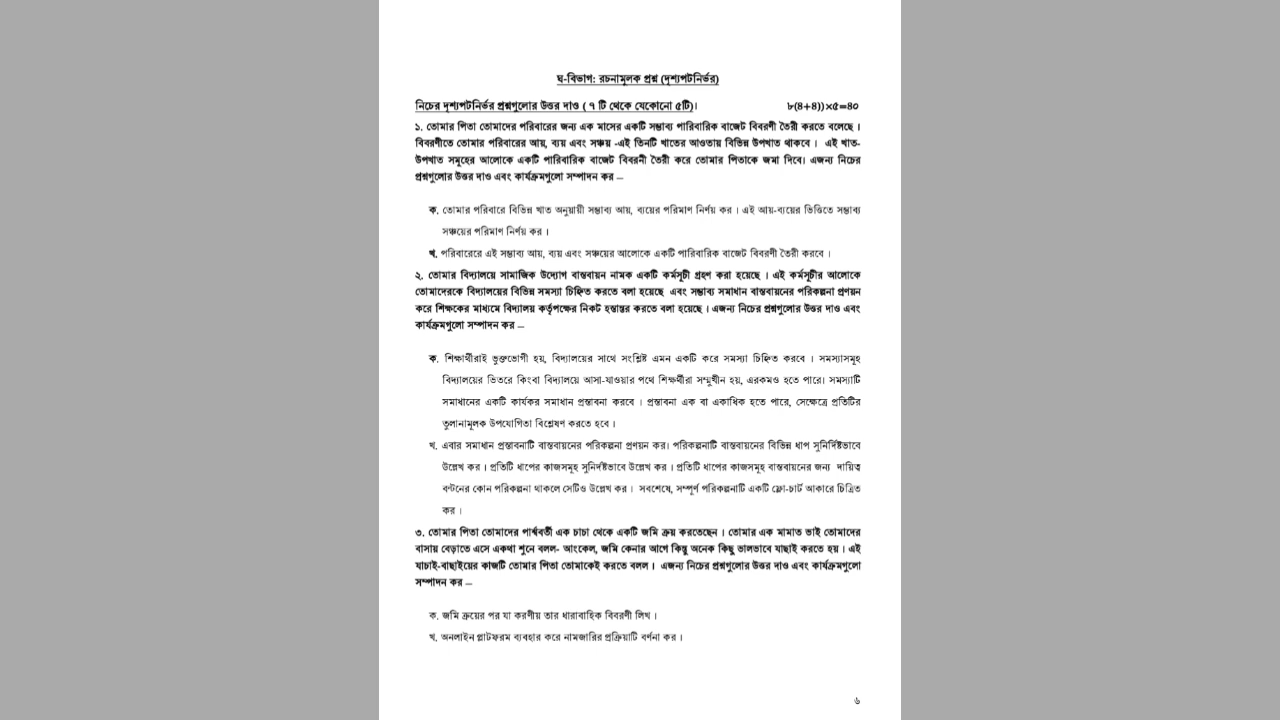 ঘ-বিভাগ: রচনামূলক প্রশ্ন (দৃশ্যপটনির্ভর)
নিচের দৃশ্যপটনির্ভর প্রশ্নগুলোর উত্তর দাও ( ৭ টি থেকে যেকোনো ৫টি)। ৮(৪+৪))×৫=৪০
১. তোমার পিতা তোমাদের পরিবারের জন্য এক মাসের একটি সম্ভাব্য পারিবারিক বাজেট বিবরণী তৈরী করতে বলেছে ।
বিবরণীতে তোমার পরিবারের আয়, ব্যয় এবং সঞ্চয় -এই তিনটি খাতের আওতায় বিভিন্ন উপখাত থাকবে । এই খাত-
উপখাত সমূহের আলোকে একটি পারিবারিক বাজেট বিবরনী তৈরী করে তোমার পিতাকে জমা দিবে। এজন্য নিচের
প্রশ্নগুলোর উত্তর দাও এবং কার্যক্রমগুলো সম্পাদন কর –
ক. তোমার পরিবারে বিভিন্ন খাত অনুয়ায়ী সম্ভাব্য আয়, ব্যয়ের পরিমাণ নির্ণয় কর । এই আয়-ব্যয়ের ভিত্তিতে সম্ভাব্য
সঞ্চয়ের পরিমাণ নির্ণয় কর ।
খ. পরিবারেরে এই সম্ভাব্য আয়, ব্যয় এবং সঞ্চয়ের আলোকে একটি পারিবারিক বাজেট বিবরণী তৈরী করবে ।
২. তোমার বিদ্যালয়ে সামাজিক উদ্যোগ বাস্তবায়ন নামক একটি কর্মসূচী গ্রহণ করা হয়েছে । এই কর্মসূচীর আলোকে
তোমাদেরকে বিদ্যালয়ের বিভিন্ন সমস্যা চিহ্নিত করতে বলা হয়েছে এবং সম্ভাব্য সমাধান বাস্তবায়নের পরিকল্পনা প্রণয়ন
করে শিক্ষকের মাধ্যমে বিদ্যালয় কর্তৃপক্ষের নিকট হস্তান্তর করতে বলা হয়েছে । এজন্য নিচের প্রশ্নগুলোর উত্তর দাও এবং
কার্যক্রমগুলো সম্পাদন কর –
ক. শিক্ষার্থীরাই ভুক্তভোগী হয়, বিদ্যালয়ের সাথে সংশ্লিষ্ট এমন একটি করে সমস্যা চিহ্নিত করবে । সমস্যাসমূহ
বিদ্যালয়ের ভিতরে কিংবা বিদ্যালয়ে আসা-যাওয়ার পথে শিক্ষর্থীরা সম্মুখীন হয়, এরকমও হতে পারে। সমস্যাটি
সমাধানের একটি কার্যকর সমাধান প্রস্তাবনা করবে । প্রস্তাবনা এক বা একাধিক হতে পারে, সেক্ষেত্রে প্রতিটির
তুলানামূলক উপযোগিতা বিশ্লেষণ করতে হবে ।
খ. এবার সমাধান প্রস্তাবনাটি বাস্তবায়নের পরিকল্পনা প্রণয়ন কর। পরিকল্পনাটি বাস্তবায়নের বিভিন্ন ধাপ সুনির্দিষ্টভাবে
উল্লেখ কর । প্রতিটি ধাপের কাজসমূহ সুনির্দষ্টভাবে উল্লেখ কর । প্রতিটি ধাপের কাজসমূহ বাস্তবায়নের জন্য দায়িত্ব
বণ্টনের কোন পরিকল্পনা থাকলে সেটিও উল্লেখ কর । সবশেষে, সম্পূর্ণ পরিকল্পনাটি একটি ফ্লো-চার্ট আকারে চিত্রিত
কর ।
৩. তোমার পিতা তোমাদের পার্শ্ববর্তী এক চাচা থেকে একটি জমি ক্রয় করতেছেন । তোমার এক মামাত ভাই তোমাদের
বাসায় বেড়াতে এসে একথা শুনে বলল- আংকেল, জমি কেনার আগে কিন্তু অনেক কিছু ভালভাবে যাছাই করতে হয় । এই
যাচাই-বাছাইয়ের কাজটি তোমার পিতা তোমাকেই করতে বলল । এজন্য নিচের প্রশ্নগুলোর উত্তর দাও এবং কার্যক্রমগুলো
সম্পাদন কর –
ক. জমি ক্রয়ের পর যা করণীয় তার ধারাবাহিক বিবরণী লিখ ।
খ. অনলাইন প্লাটফরম ব্যবহার করে নামজারির প্রক্রিয়াটি বর্ণনা কর ।
৬